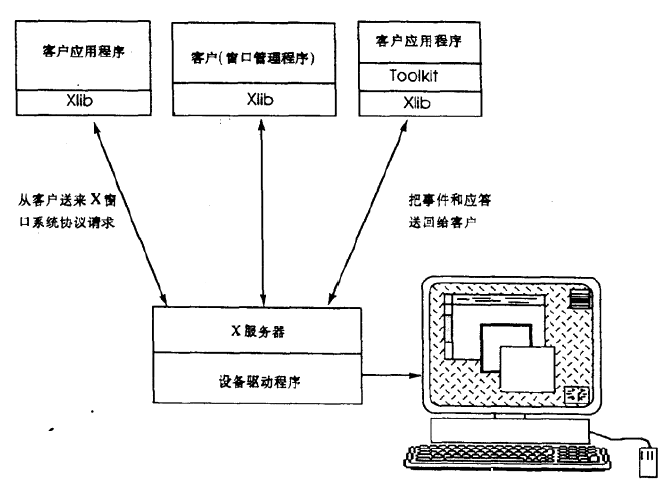 客户应用程序
Xlib
客户(窗口管理程序)
Xlib
客户应用程序
Toolkit
Xlib
从客户送来X窗
口系统协议请求
把事件和应答
送回给客户
X服务器
设备驱动程序